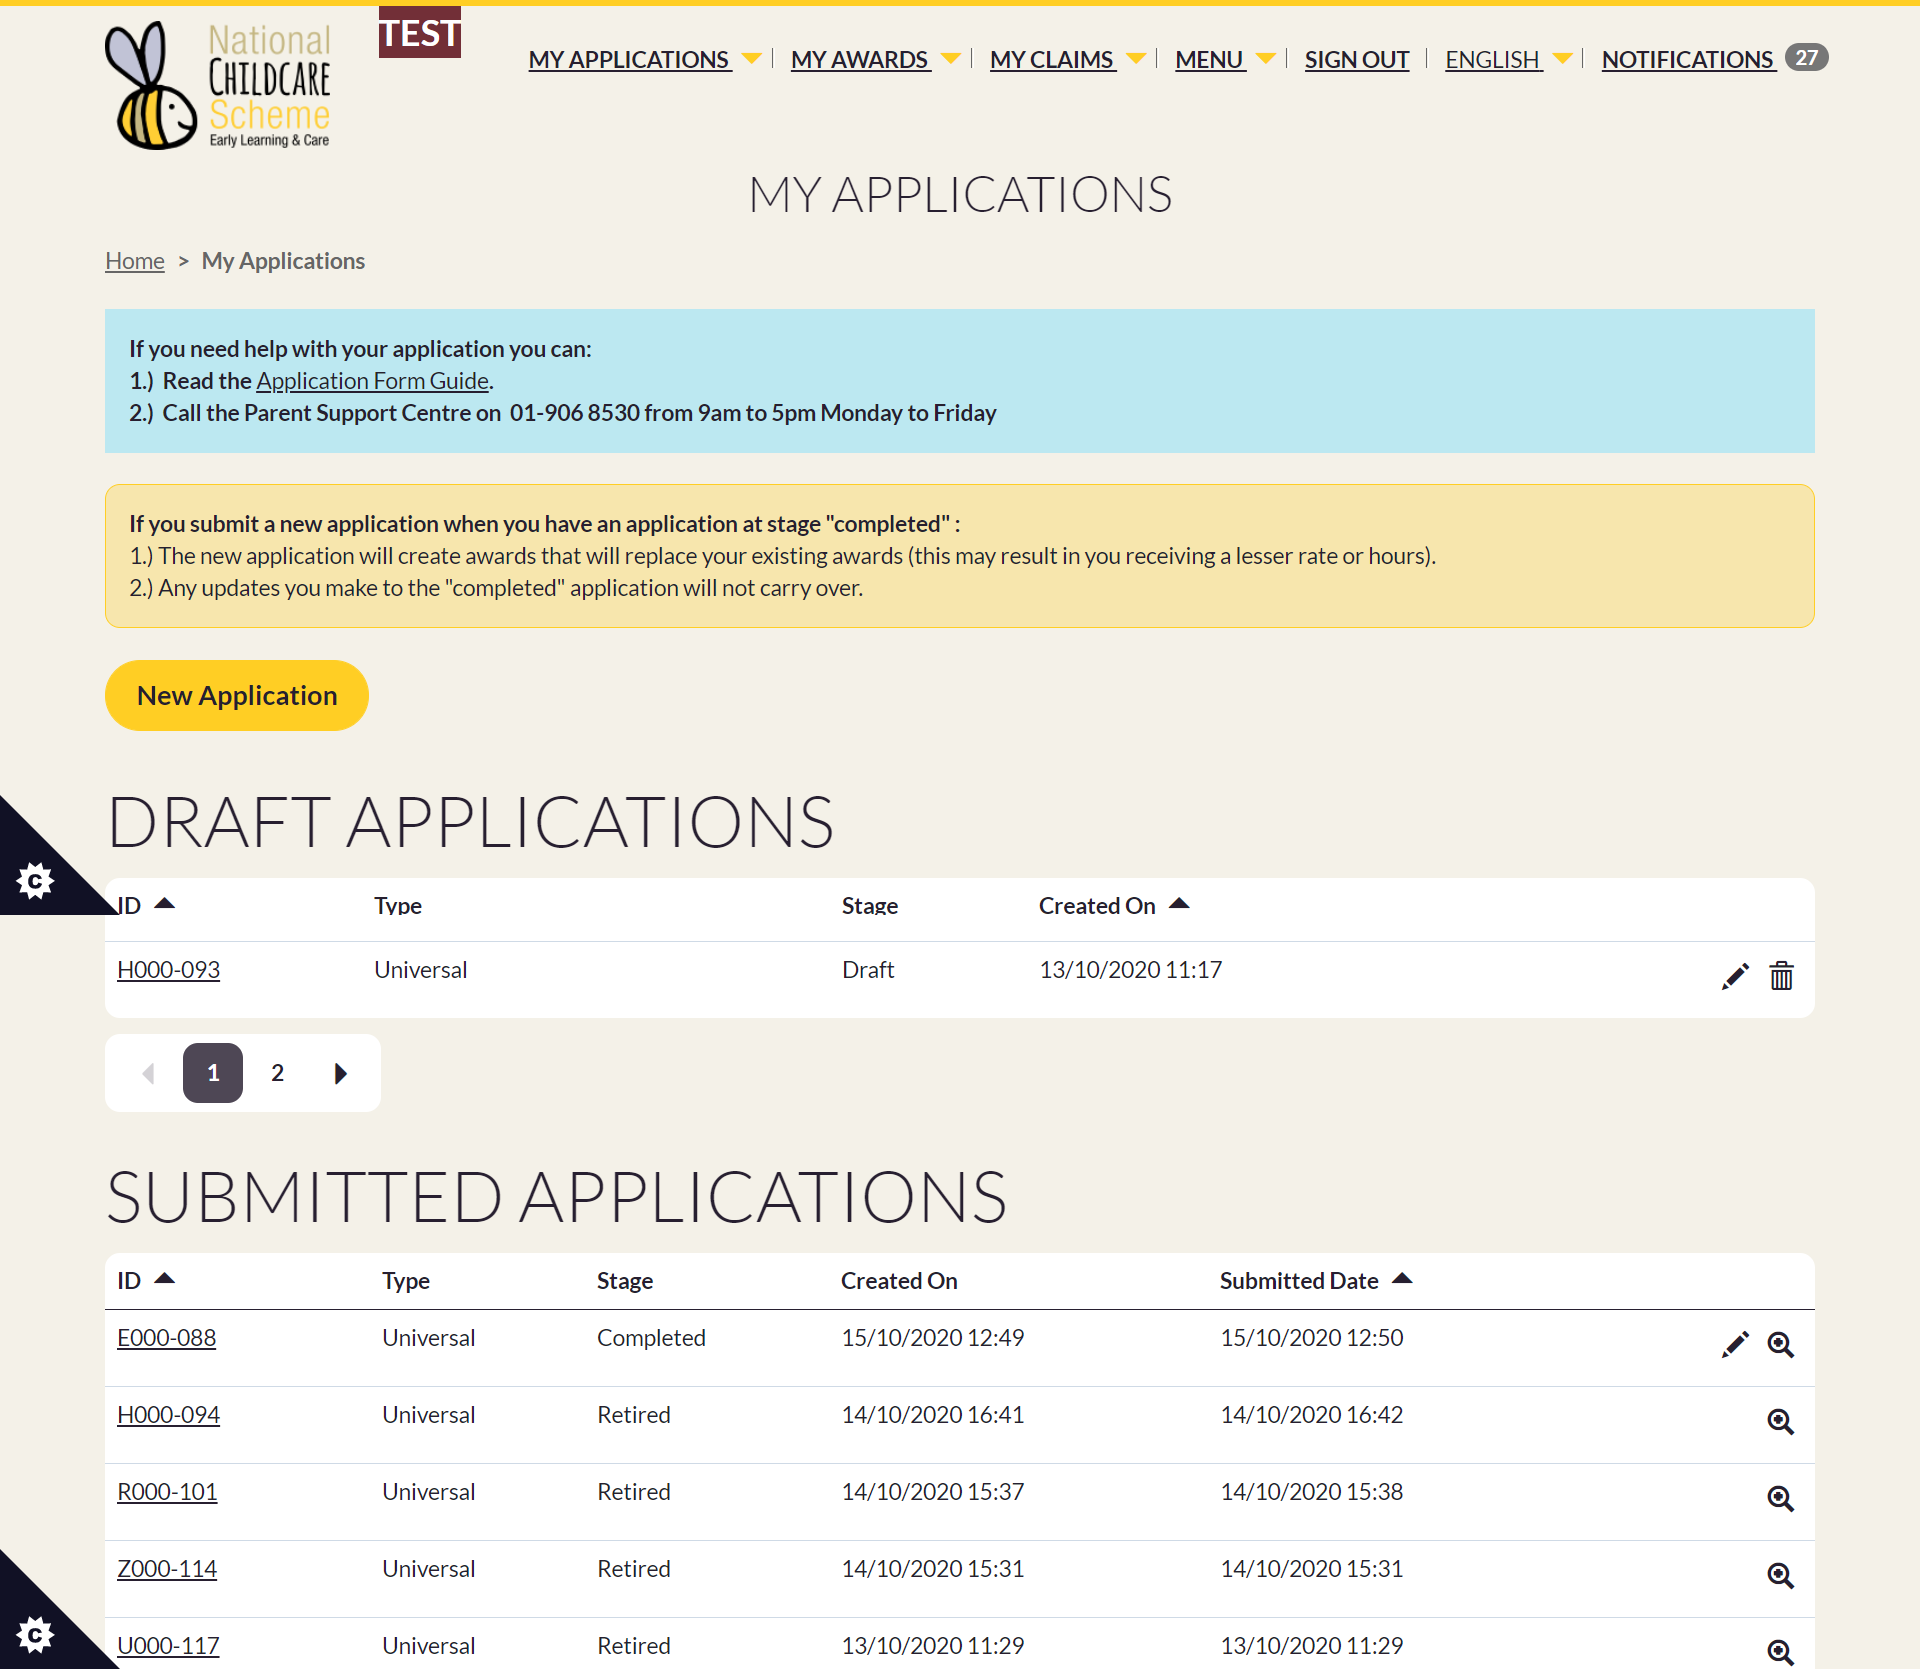 National
CHILDCARE
Scheme
Early Learning & Care
TEST
MY APPLICATIONS MY AWARDS MY CLAIMS MENU SIGN OUT ENGLISH NOTIFICATIONS 27
MY APPLICATIONS
Home > My Applications
If you need help with your application you can:
1.) Read the Application Form Guide.
2.) Call the Parent Support Centre on 01-906 8530 from 9am to 5pm Monday to Friday
If you submit a new application when you have an application at stage "completed" :
1.) The new application will create awards that will replace your existing awards (this may result in you receiving a lesser rate or hours).
2.) Any updates you make to the "completed" application will not carry over.
New Application
DRAFT APPLICATIONS
ID Type Stage Created On
H000-093 Universal Draft 13/10/2020 11:17
1 2
SUBMITTED APPLICATIONS
ID Type Stage Created On Submitted Date
E000-088 Universal Completed 15/10/2020 12:49 15/10/2020 12:50
H000-094 Universal Retired 14/10/2020 16:41 14/10/2020 16:42
R000-101 Universal Retired 14/10/2020 15:37 14/10/2020 15:38
Z000-114 Universal Retired 14/10/2020 15:31 14/10/2020 15:31
U000-117 Universal Retired 13/10/2020 11:29 13/10/2020 11:29
C
C